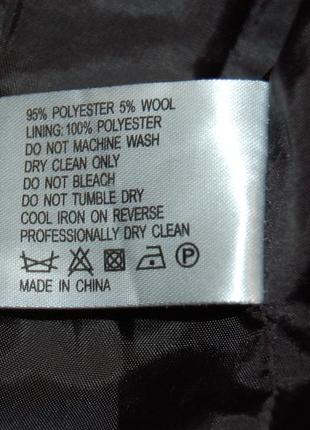 95% POLYESTER 5% WOOL
LINING:100% POLYESTER
DO NOT MACHINE WASH
DRY CLEAN ONLY
DO NOT BLEACH
DO NOT TUMBLE DRY
COOL IRON ON REVERSE
PROFESSIONALLY DRY CLEAN
P
MADE IN CHINA